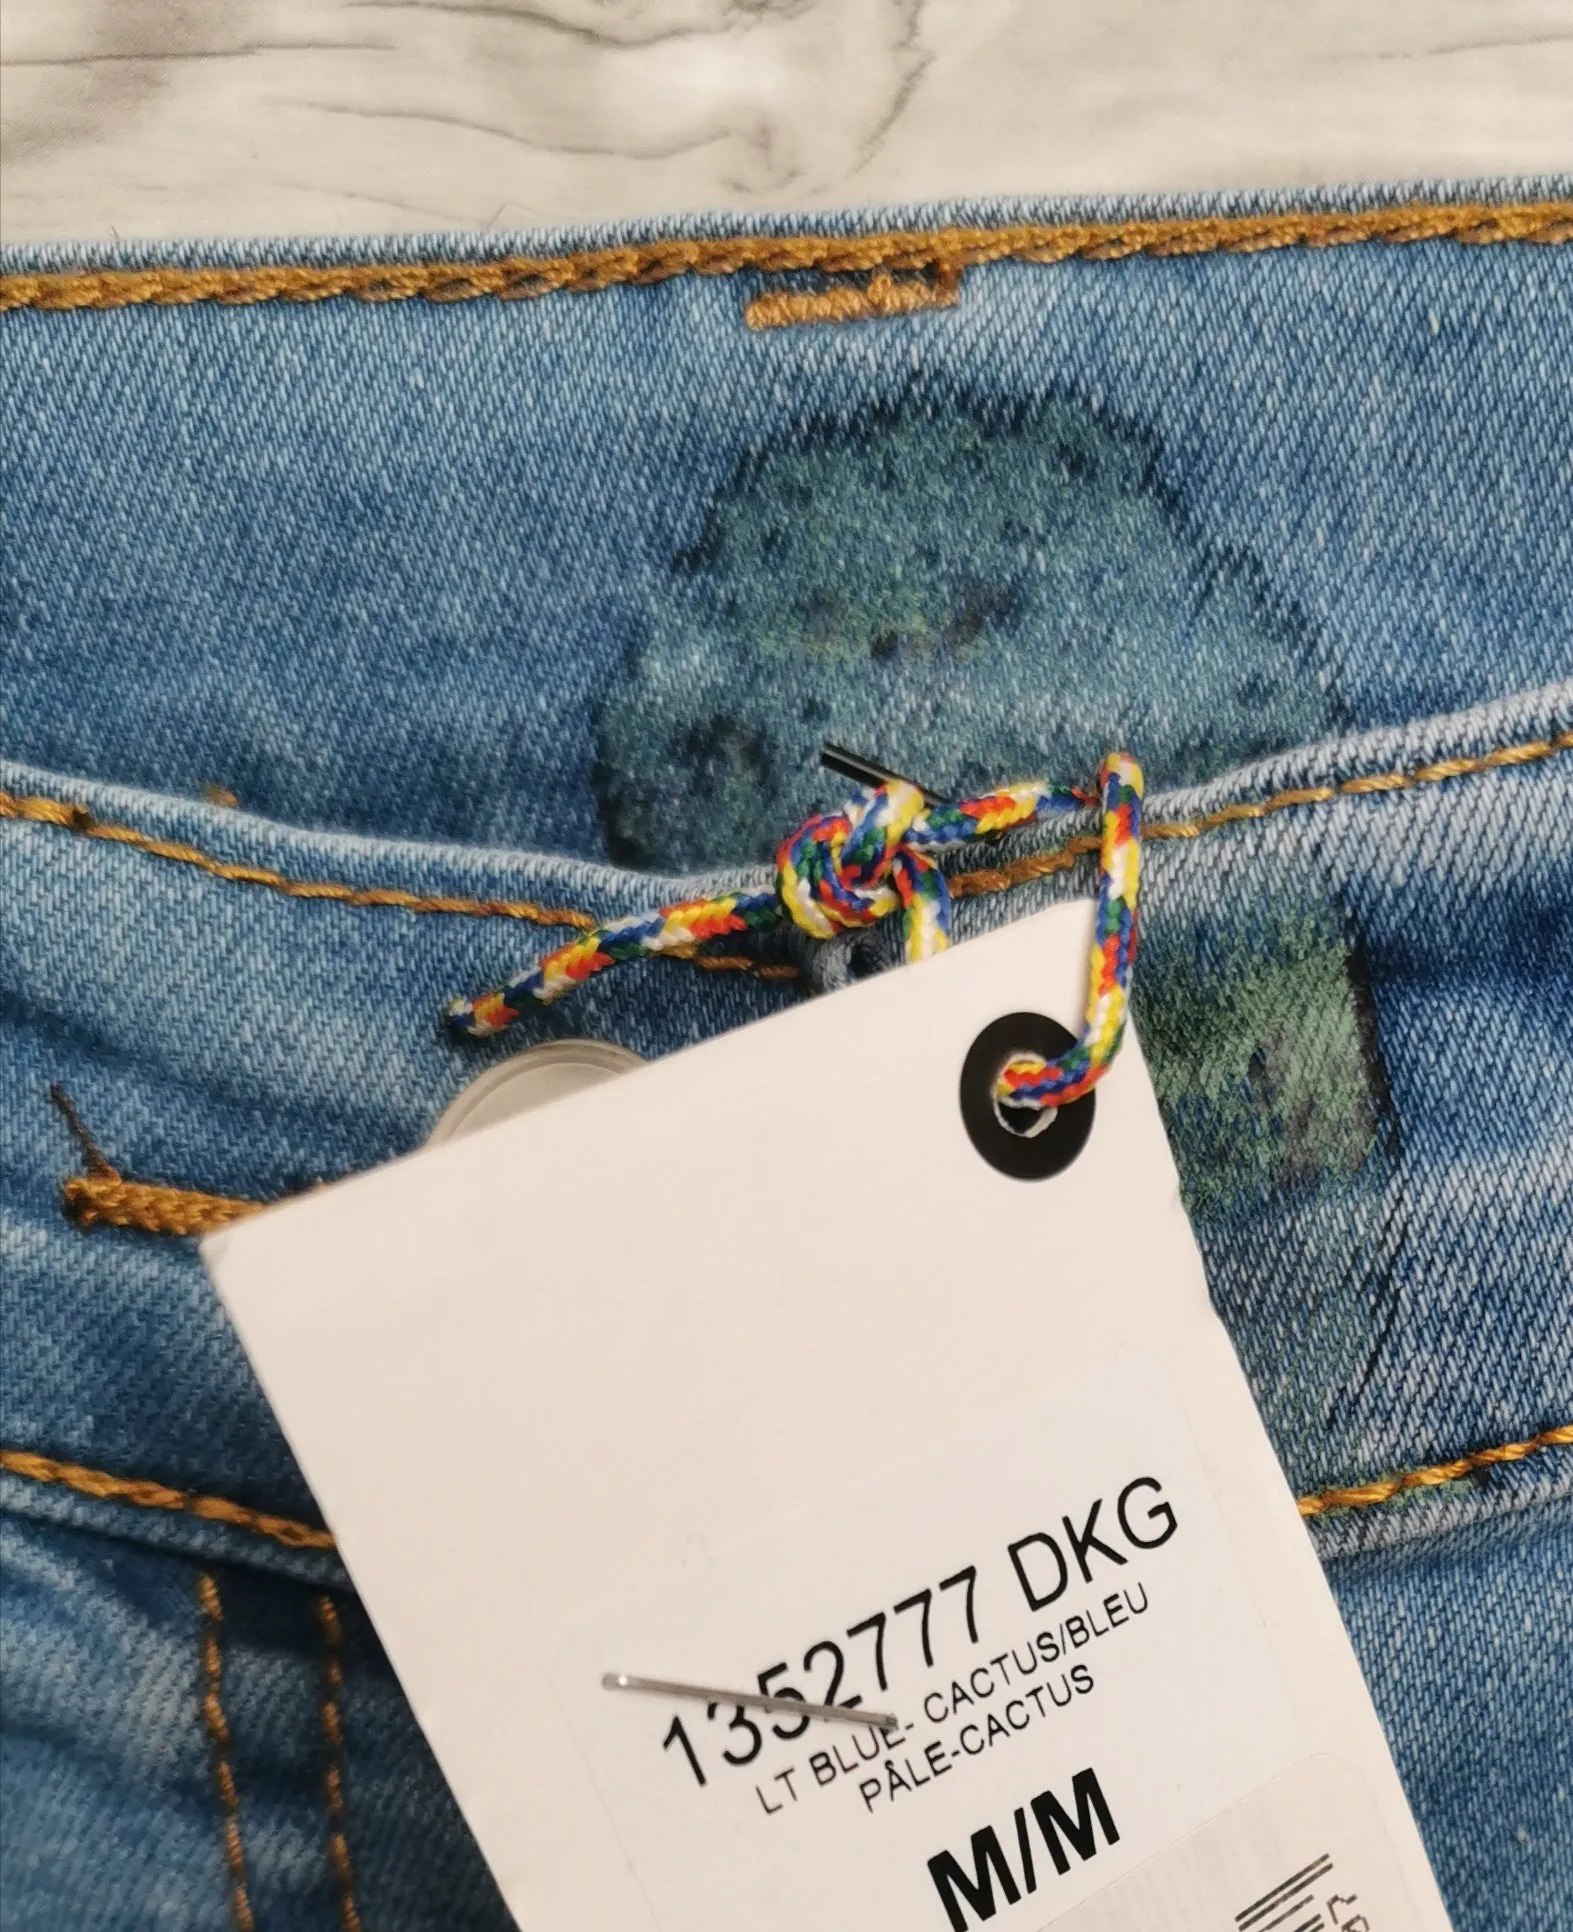 1352777 DKG
LT BLUE- CACTUS/BLEU
PÂLE-CACTUS
M/M